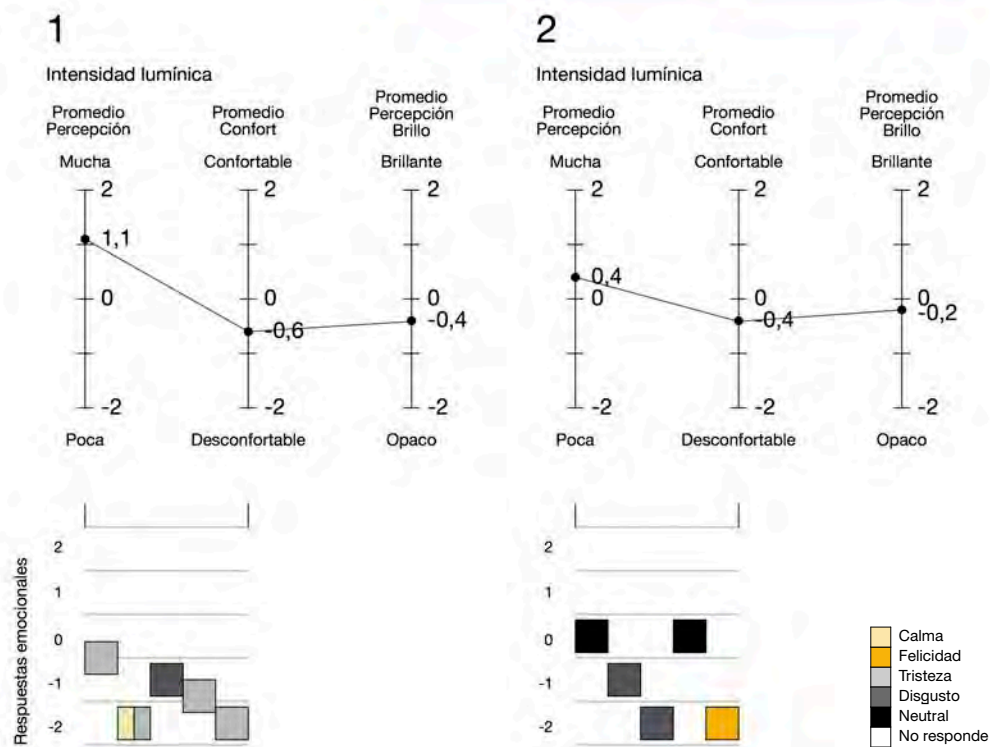 1
Intensidad lumínica
Promedio
Percepción
Promedio
Confort
Promedio
Percepción
Brillo
Mucha
Confortable
Brillante
2
2
2
1,1
0
0
0
-0,6
-0,4
-2
-2
-2
Poca
Desconfortable
Opaco
2
Intensidad lumínica
Promedio
Percepción
Promedio
Confort
Promedio
Percepción
Brillo
Mucha
Confortable
Brillante
2
2
2
0,4
0
0
0
-0,4
-0,2
-2
-2
-2
Poca
Desconfortable
Opaco
Respuestas emocionales
2
1
0
-1
-2
2
1
0
-1
-2
Calma
Felicidad
Tristeza
Disgusto
Neutral
No responde